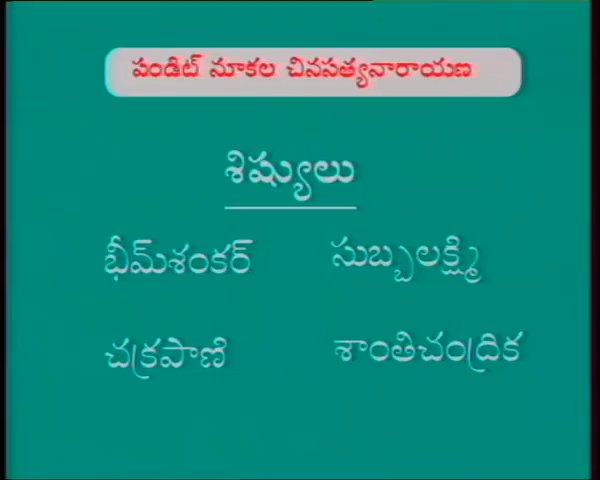 పండిట్ నూకల చినసత్యనారాయణ
శిష్యులు
భీమ్‌శంకర్ సుబ్బలక్ష్మి
చక్రపాణి శాంతిచంద్రిక